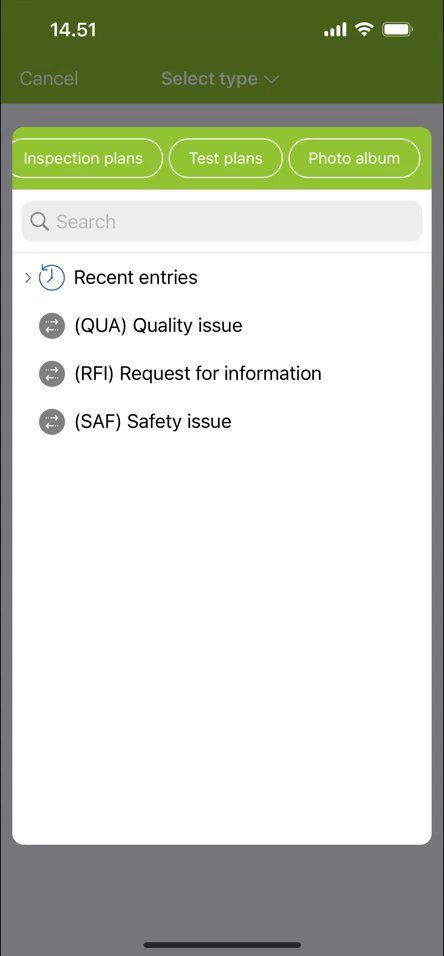 14.51
Cancel Select type
Inspection plans Test plans Photo album
Search
Recent entries
(QUA) Quality issue
(RFI) Request for information
(SAF) Safety issue